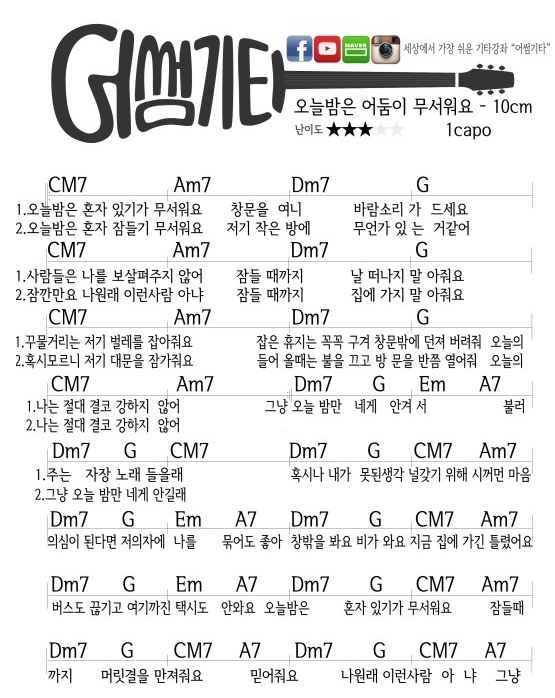 어썸기타
NAVER
세상에서 가장 쉬운 기타강좌 "어썸기타"
오늘밤은 어둠이 무서워요 - 10cm
난이도 ★★★★★ 1capo
CM7 Am7 Dm7 G
1.오늘밤은 혼자 있기가 무서워요 창문을 여니 바람소리 가 드세요
2.오늘밤은 혼자 잠들기 무서워요 저기 작은 방에 무언가 있 는 거같어
CM7 Am7 Dm7 G
1.사람들은 나를 보살펴주지 않어 잠들 때까지 날 떠나지 말 아줘요
2.잠깐만요 나원래 이런사람 아냐 잠들 때까지 집에 가지 말 아줘요
CM7 Am7 Dm7 G
1.꾸물거리는 저기 벌레를 잡아줘요 잡은 휴지는 꼭꼭 구겨 창문밖에 던져 버려줘 오늘의
2.혹시모르니 저기 대문을 잠가줘요 들어 올때는 불을 끄고 방 문을 반쯤 열어줘 오늘의
CM7 Am7 Dm7 G Em A7
1.나는 절대 결코 강하지 않어 그냥 오늘 밤만 네게 안겨 서 불러
2.나는 절대 결코 강하지 않어
Dm7 G CM7 Dm7 G CM7 Am7
1.주는 자장 노래 들을래 혹시나 내가 못된생각 널갖기 위해 시꺼먼 마음
2.그냥 오늘 밤만 네게 안길래
Dm7 G Em A7 Dm7 G CM7 Am7
의심이 된다면 저의자에 나를 묶어도 좋아 창밖을 봐요 비가 와요 지금 집에 가긴 틀렸어요
Dm7 G Em A7 Dm7 G CM7 Am7
버스도 끊기고 여기까진 택시도 안와요 오늘밤은 혼자 있기가 무서워요 잠들때
Dm7 G CM7 A7 Dm7 G CM7 A7
까지 머릿결을 만져줘요 믿어줘요 나원래 이런사람 아 냐 그냥